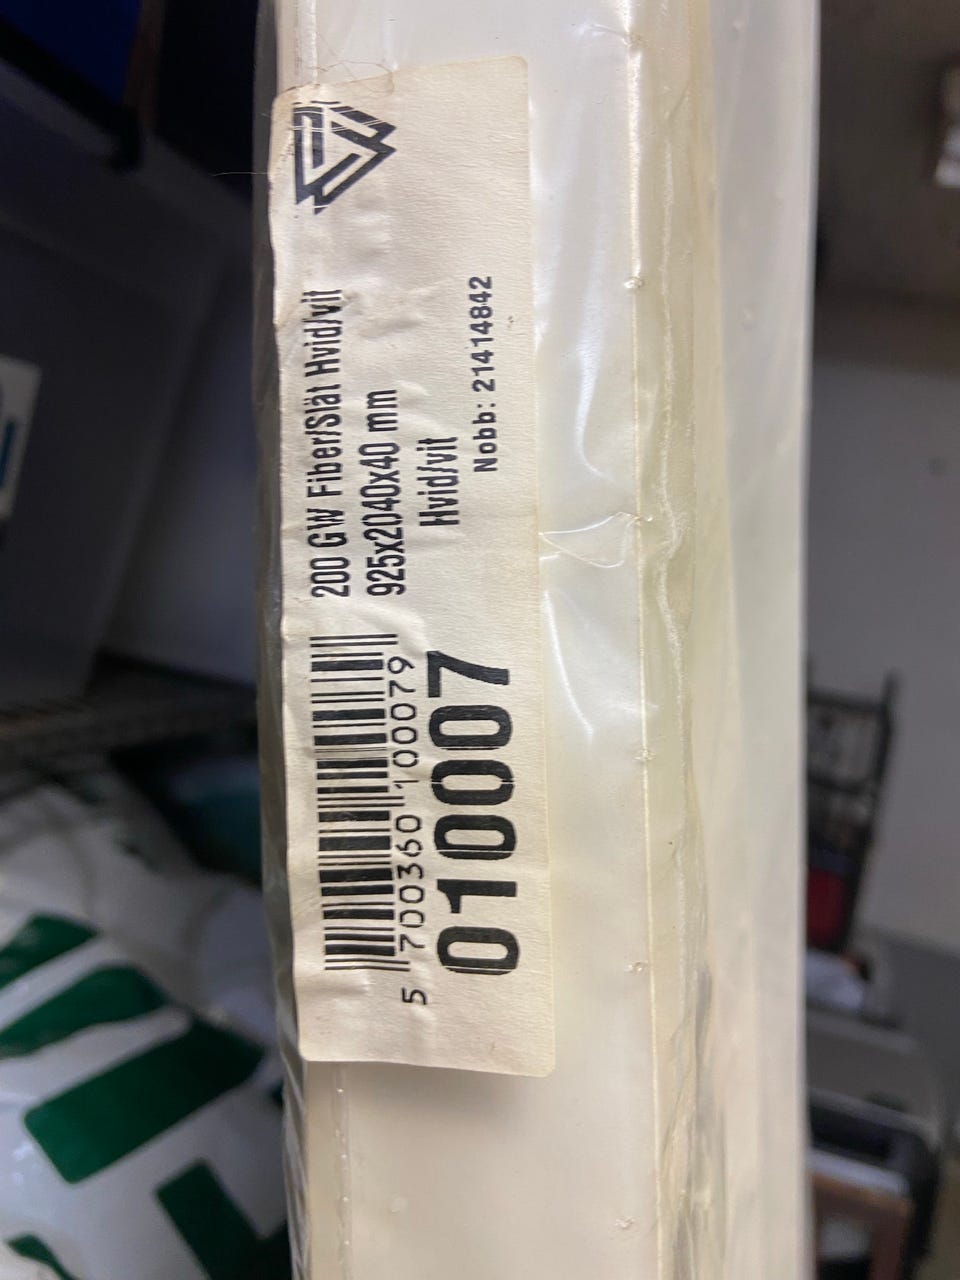 200 GW Fiber/Slät Hvid/vit
925x2040x40 mm
Hvid/vit
Nobb: 21414842
5 700360 100079
010007